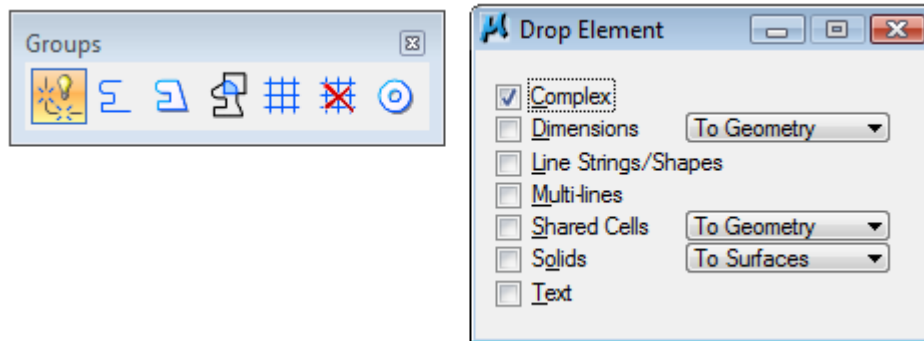 Groups
Drop Element
Complex
Dimensions To Geometry
Line Strings/Shapes
Multi-lines
Shared Cells To Geometry
Solids To Surfaces
Text